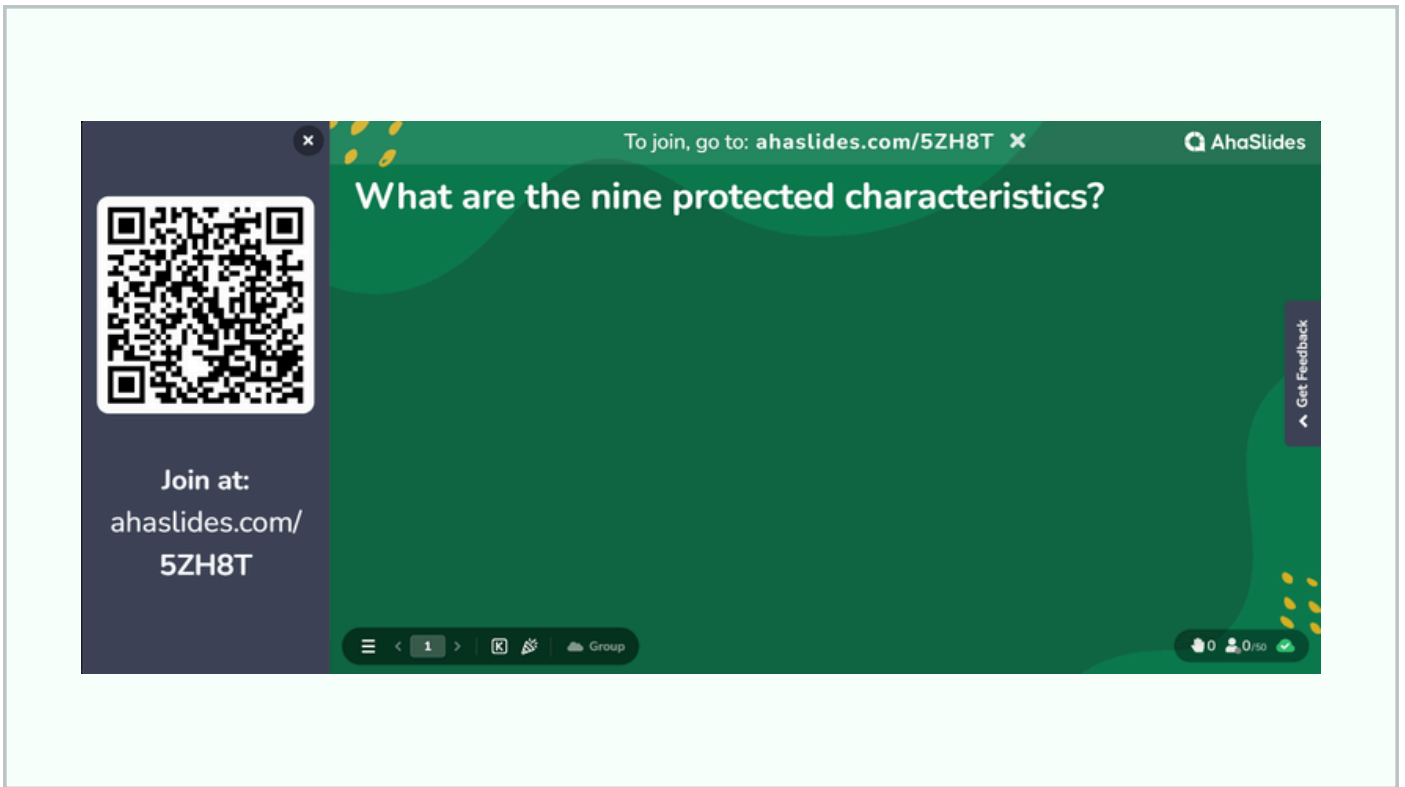 To join, go to: ahaslides.com/5ZH8T
AhaSlides
What are the nine protected characteristics?
Join at:
ahaslides.com/
5ZH8T
Get Feedback
1
K
Group
0
0/50